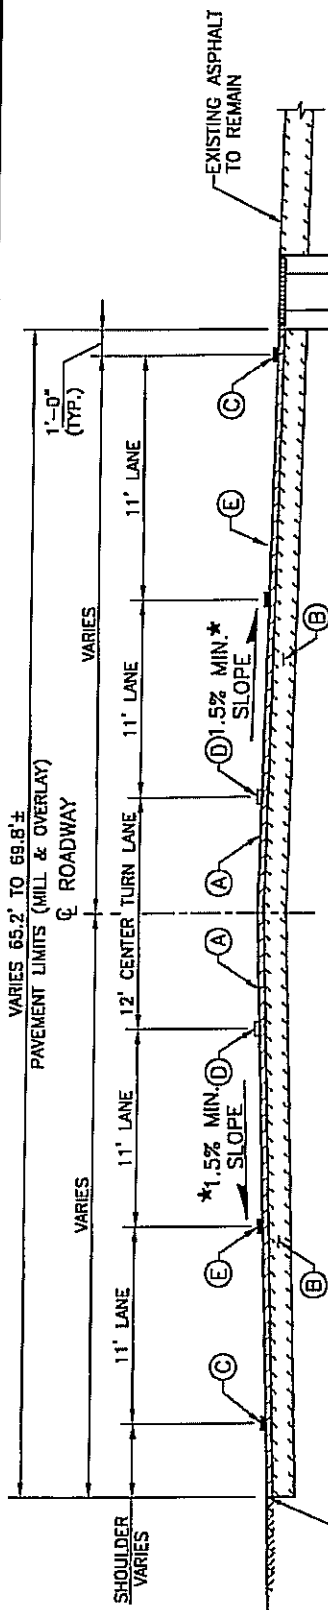 VARIES 65.2' TO 69.8'±
PAVEMENT LIMITS (MILL & OVERLAY)
℄ ROADWAY
VARIES
VARIES
1'-0"
(TYP.)
SHOULDER
VARIES
11' LANE
11' LANE
12' CENTER TURN LANE
11' LANE
11' LANE
EXISTING ASPHALT
TO REMAIN
★1.5% MIN.
SLOPE
1.5% MIN.★
SLOPE
C
E
D
A
A
D
E
C
B
B